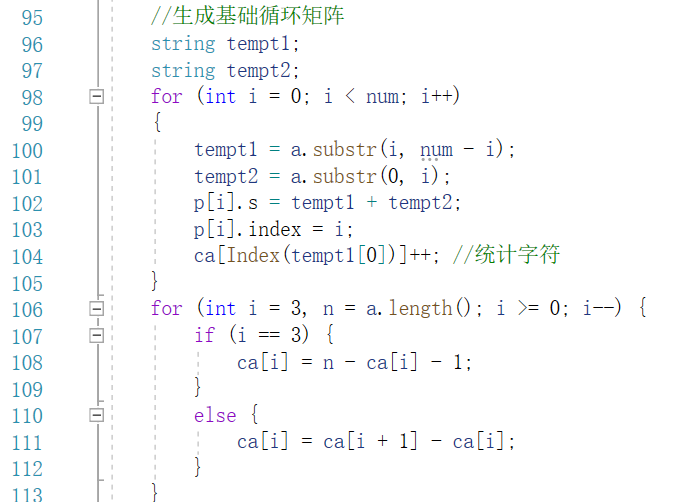 95 //生成基础循环矩阵
96 string tempt1;
97 string tempt2;
98 for (int i = 0; i < num; i++)
99 {
100 tempt1 = a.substr(i, num - i);
101 tempt2 = a.substr(0, i);
102 p[i].s = tempt1 + tempt2;
103 p[i].index = i;
104 ca[Index(tempt1[0])]++; //统计字符
105 }
106 for (int i = 3, n = a.length(); i >= 0; i--) {
107 if (i == 3) {
108 ca[i] = n - ca[i] - 1;
109 }
110 else {
111 ca[i] = ca[i + 1] - ca[i];
112 }
113 }